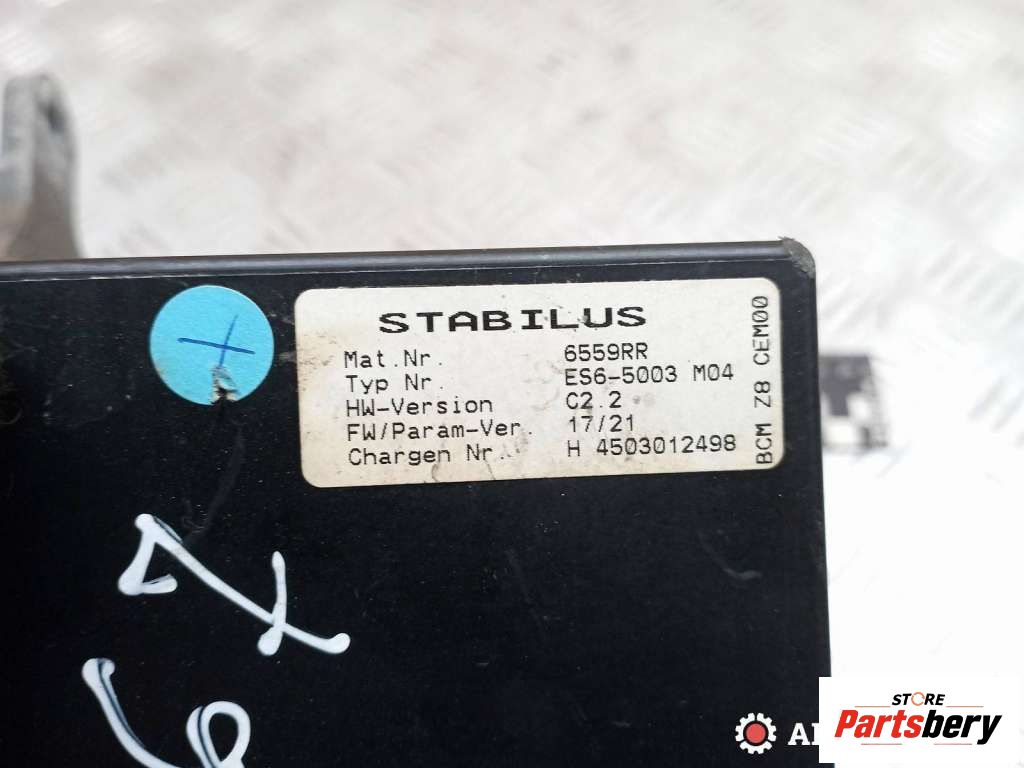 STABILUS
Mat.Nr. 6559RR
Typ Nr. ES6-5003 M04
HW-Version C2.2
FW/Param-Ver. 17/21
Chargen Nr. H 4503012498
BCM Z8 CEM00
STORE
Partsbery